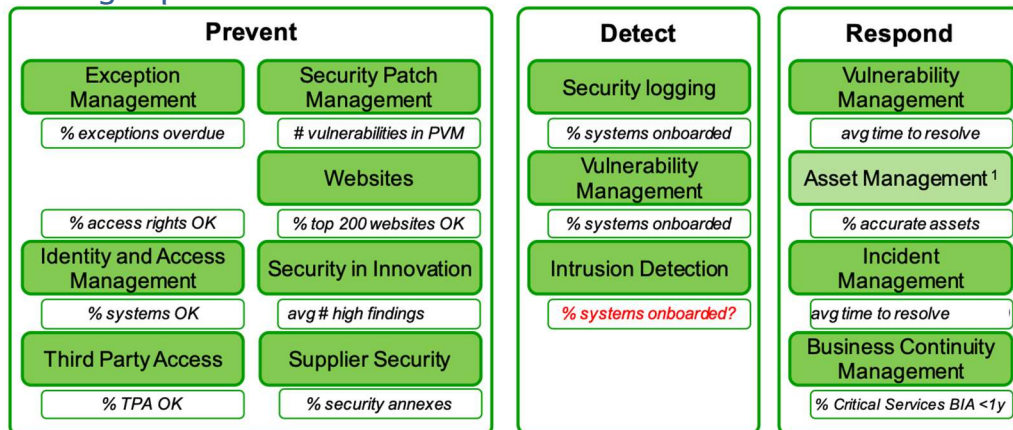 Prevent
Exception
Management
% exceptions overdue
% access rights OK
Identity and Access
Management
% systems OK
Third Party Access
% TPA OK
Security Patch
Management
# vulnerabilities in PVM
Websites
% top 200 websites OK
Security in Innovation
avg # high findings
Supplier Security
% security annexes
Detect
Security logging
% systems onboarded
Vulnerability
Management
% systems onboarded
Intrusion Detection
% systems onboarded?
Respond
Vulnerability
Management
avg time to resolve
Asset Management 1
% accurate assets
Incident
Management
avg time to resolve
Business Continuity
Management
% Critical Services BIA <1y